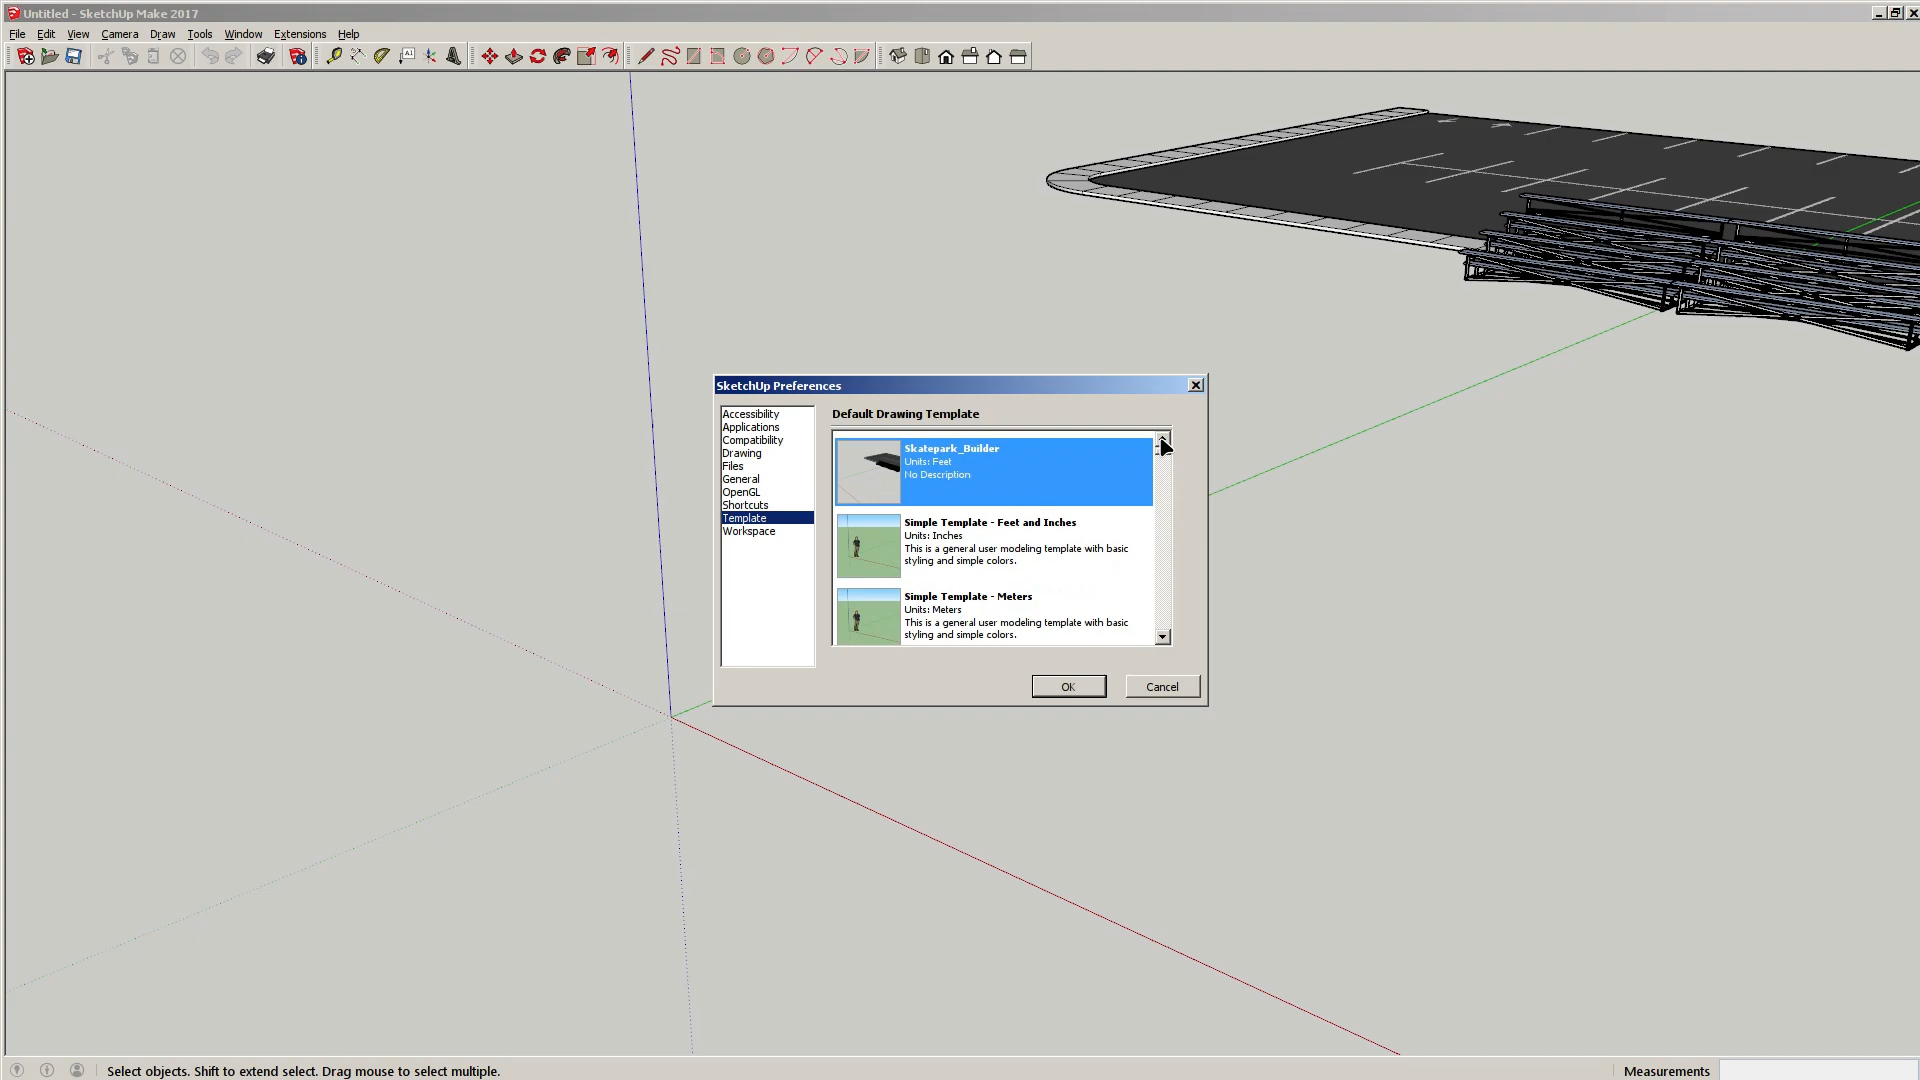 Untitled - SketchUp Make 2017
File Edit View Camera Draw Tools Window Extensions Help
A1
SketchUp Preferences
Accessibility
Applications
Compatibility
Drawing
Files
General
OpenGL
Shortcuts
Template
Workspace
Default Drawing Template
Skatepark_Builder
Units: Feet
No Description
Simple Template - Feet and Inches
Units: Inches
This is a general user modeling template with basic
styling and simple colors.
Simple Template - Meters
Units: Meters
This is a general user modeling template with basic
styling and simple colors.
OK Cancel
Select objects. Shift to extend select. Drag mouse to select multiple.
Measurements